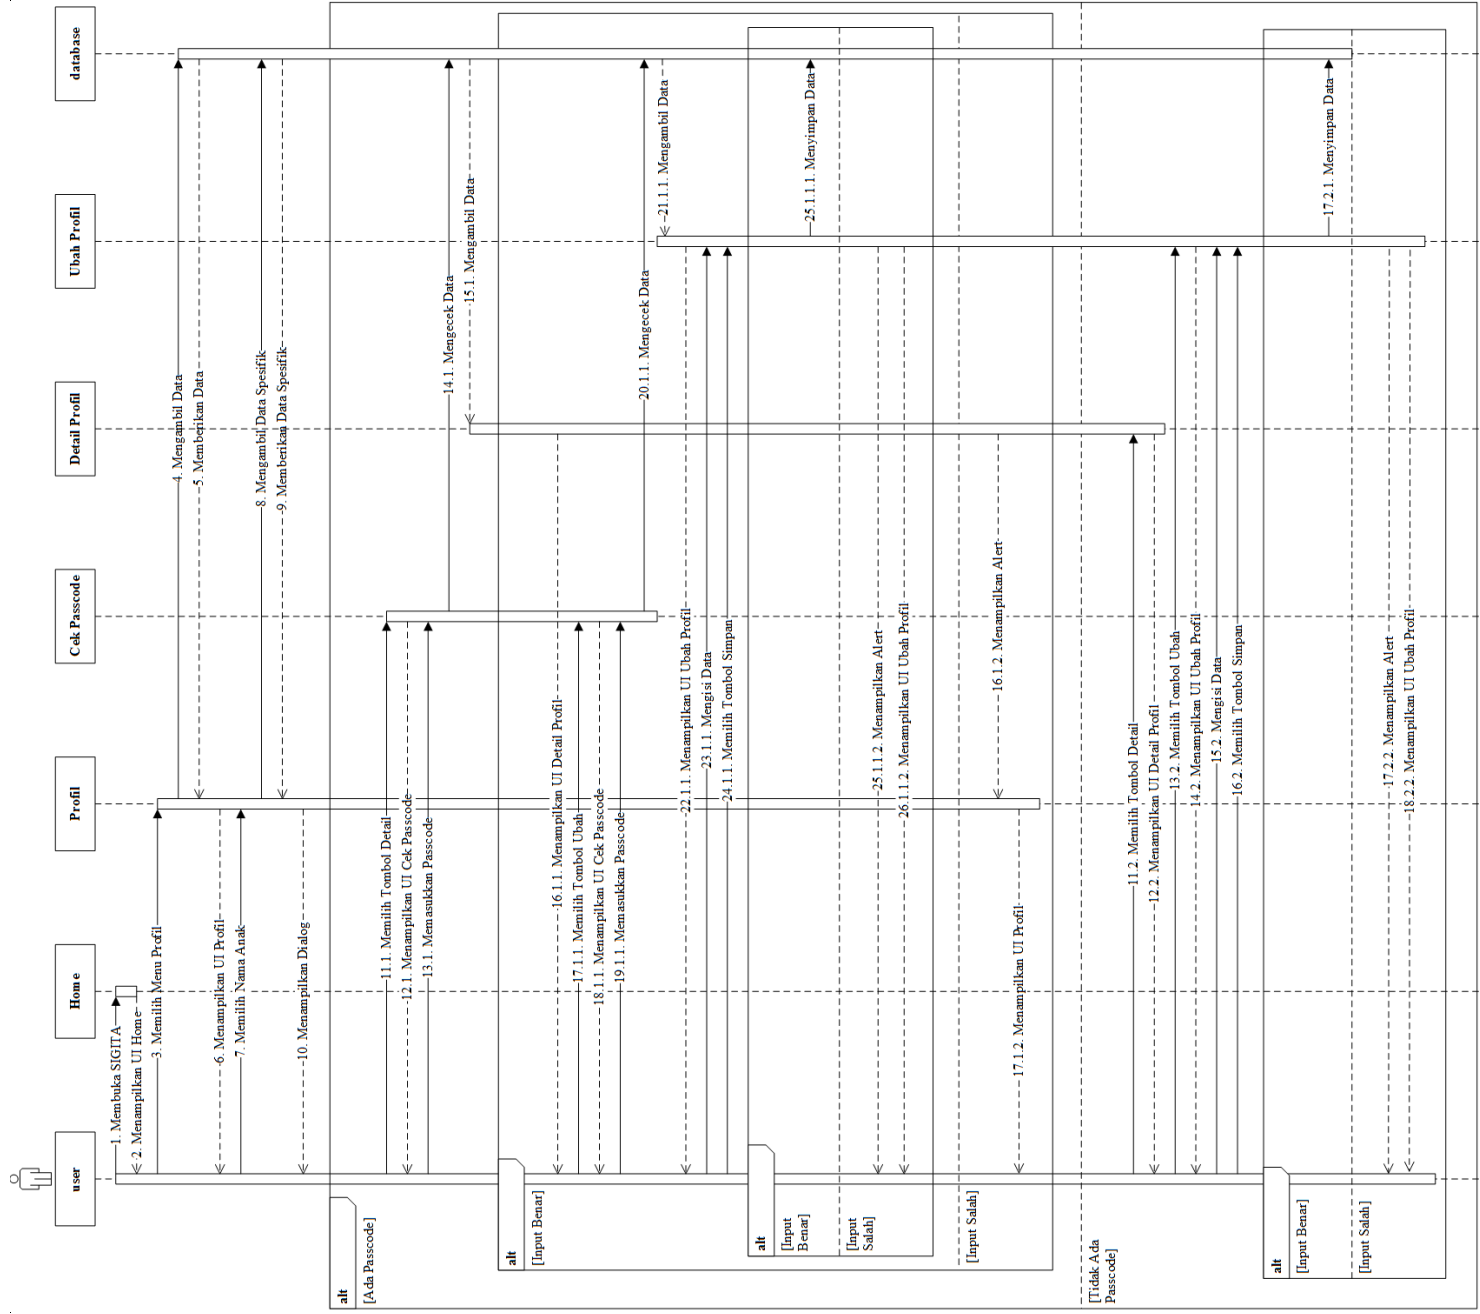 user
Home
Profil
Cek Passcode
Detail Profil
Ubah Profil
database
1. Membuka SIGITA
2. Menampilkan UI Home
3. Memilih Menu Profil
4. Mengambil Data
5. Memberikan Data
6. Menampilkan UI Profil
7. Memilih Nama Anak
8. Mengambil Data Spesifik
9. Memberikan Data Spesifik
10. Menampilkan Dialog
alt
[Ada Passcode]
11.1. Memilih Tombol Detail
12.1. Menampilkan UI Cek Passcode
13.1. Memasukkan Passcode
14.1. Mengecek Data
15.1. Mengambil Data
alt
[Input Benar]
16.1.1. Menampilkan UI Detail Profil
17.1.1. Memilih Tombol Ubah
18.1.1. Menampilkan UI Cek Passcode
19.1.1. Memasukkan Passcode
20.1.1. Mengecek Data
21.1.1. Mengambil Data
22.1.1. Menampilkan UI Ubah Profil
23.1.1. Mengisi Data
24.1.1. Memilih Tombol Simpan
alt
[Input
Benar]
25.1.1.1. Menyimpan Data
[Input
Salah]
25.1.1.2. Menampilkan Alert
26.1.1.2. Menampilkan UI Ubah Profil
[Input Salah]
16.1.2. Menampilkan Alert
17.1.2. Menampilkan UI Profil
[Tidak Ada
Passcode]
11.2. Memilih Tombol Detail
12.2. Menampilkan UI Detail Profil
13.2. Memilih Tombol Ubah
14.2. Menampilkan UI Ubah Profil
15.2. Mengisi Data
16.2. Memilih Tombol Simpan
alt
[Input Benar]
17.2.1. Menyimpan Data
[Input Salah]
17.2.2. Menampilkan Alert
18.2.2. Menampilkan UI Ubah Profil